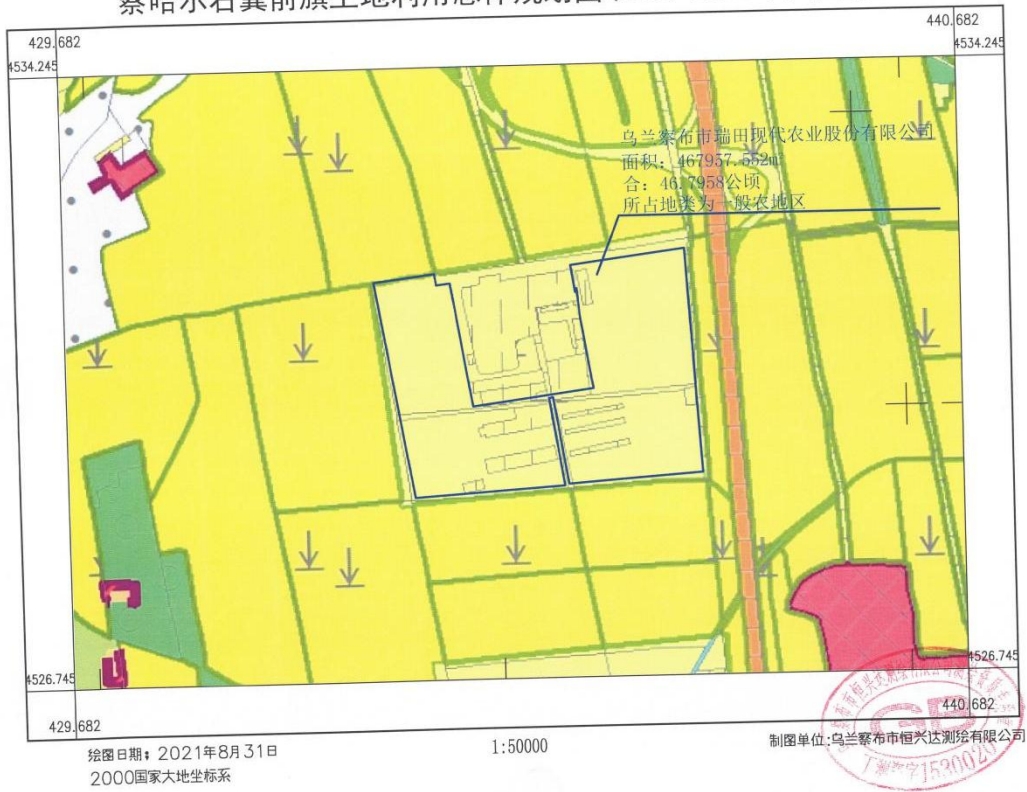 察哈尔右翼前旗土地利用总体规划图
429.682
440.682
4534.245
4534.245
乌兰察布市瑞田现代农业股份有限公司
面积：467957.552㎡
合：46.7958公顷
所占地类为一般农地区
4526.745
4526.745
429.682
440.682
绘图日期：2021年8月31日
1:50000
制图单位：乌兰察布市恒兴达测绘有限公司
2000国家大地坐标系